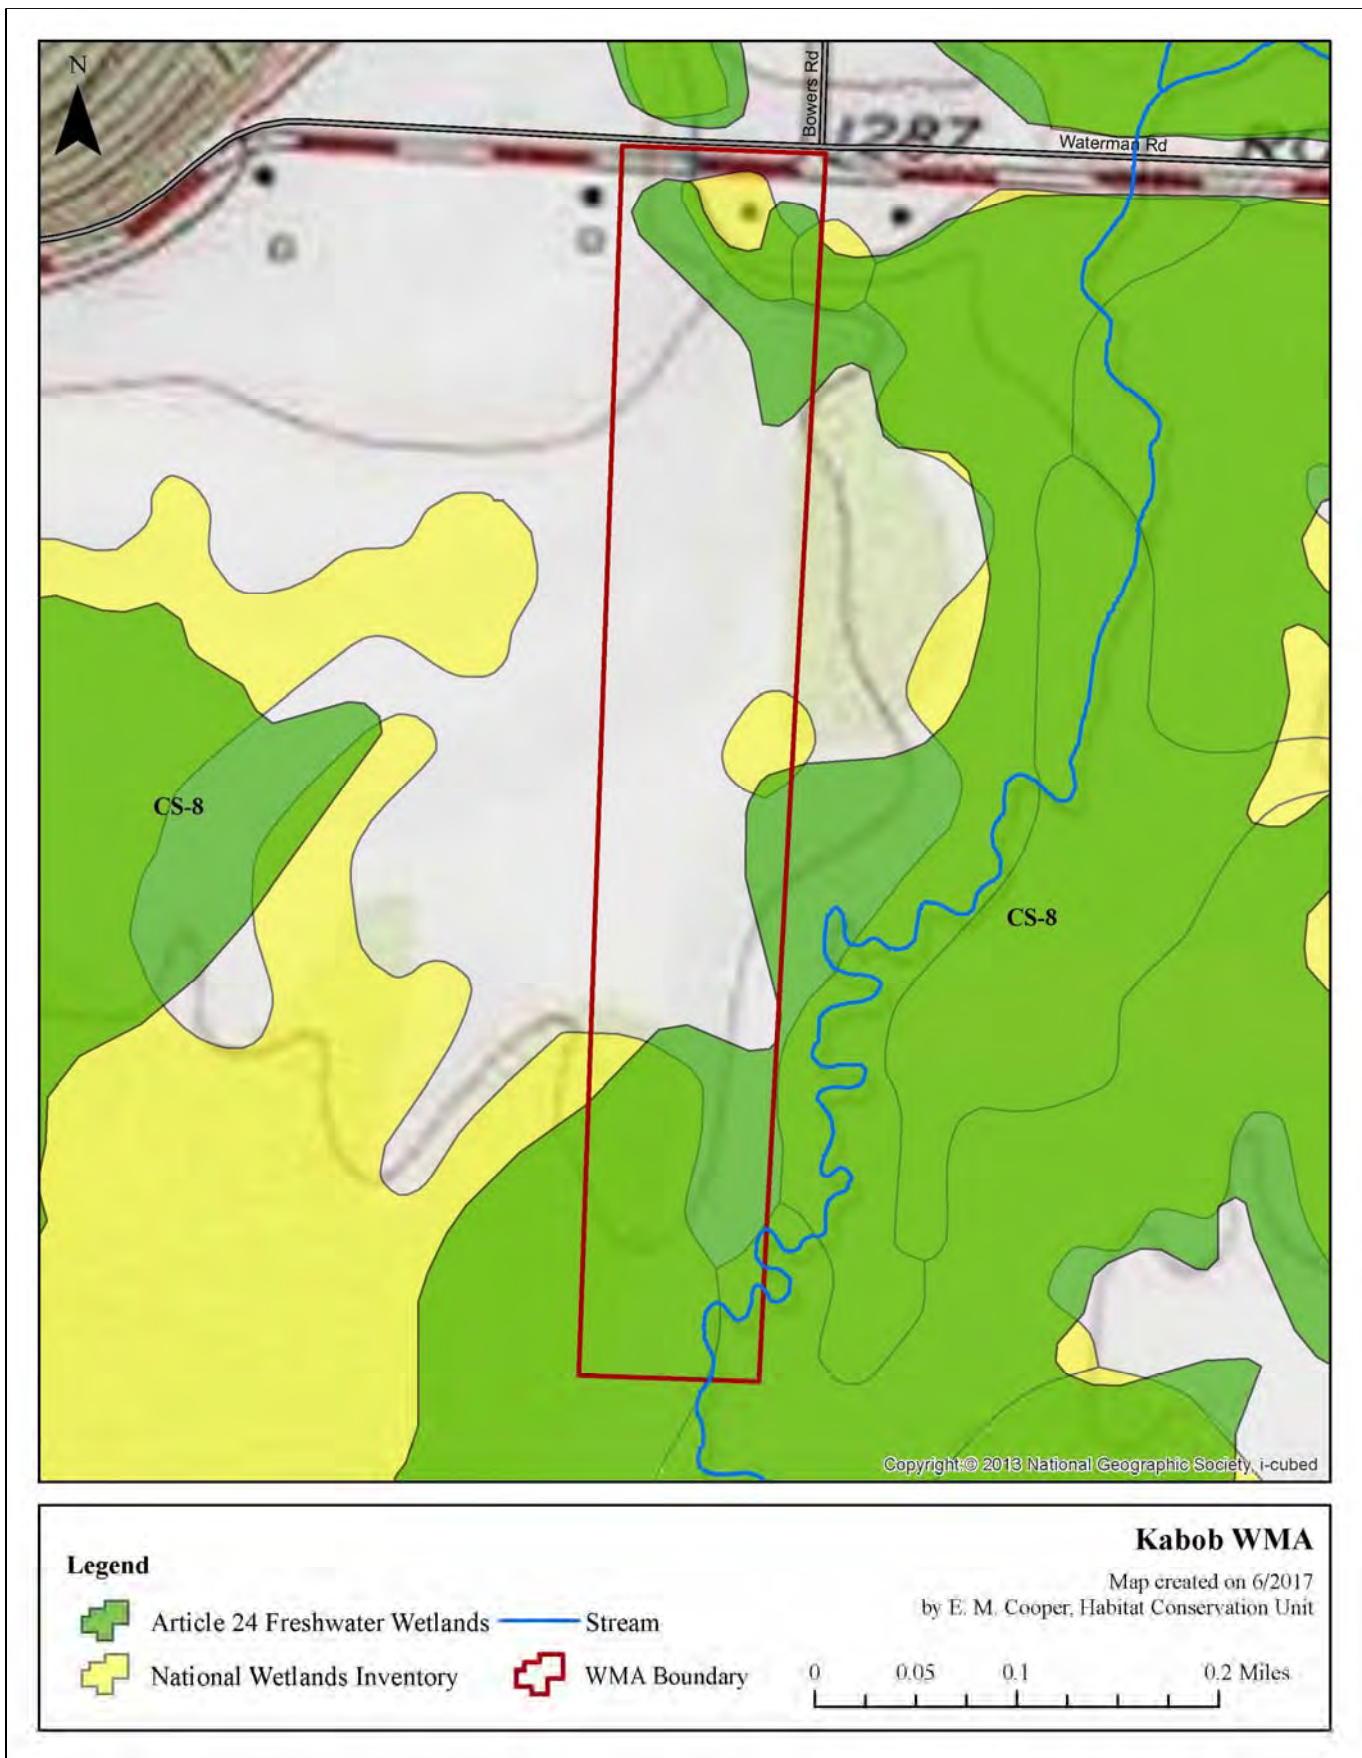 N
Bowers Rd
1287
Waterman Rd
CS-8
CS-8
Copyright:© 2013 National Geographic Society, i-cubed
Kabob WMA
Legend
Map created on 6/2017
by E. M. Cooper, Habitat Conservation Unit
Article 24 Freshwater Wetlands
Stream
National Wetlands Inventory
WMA Boundary
0 0.05 0.1 0.2 Miles